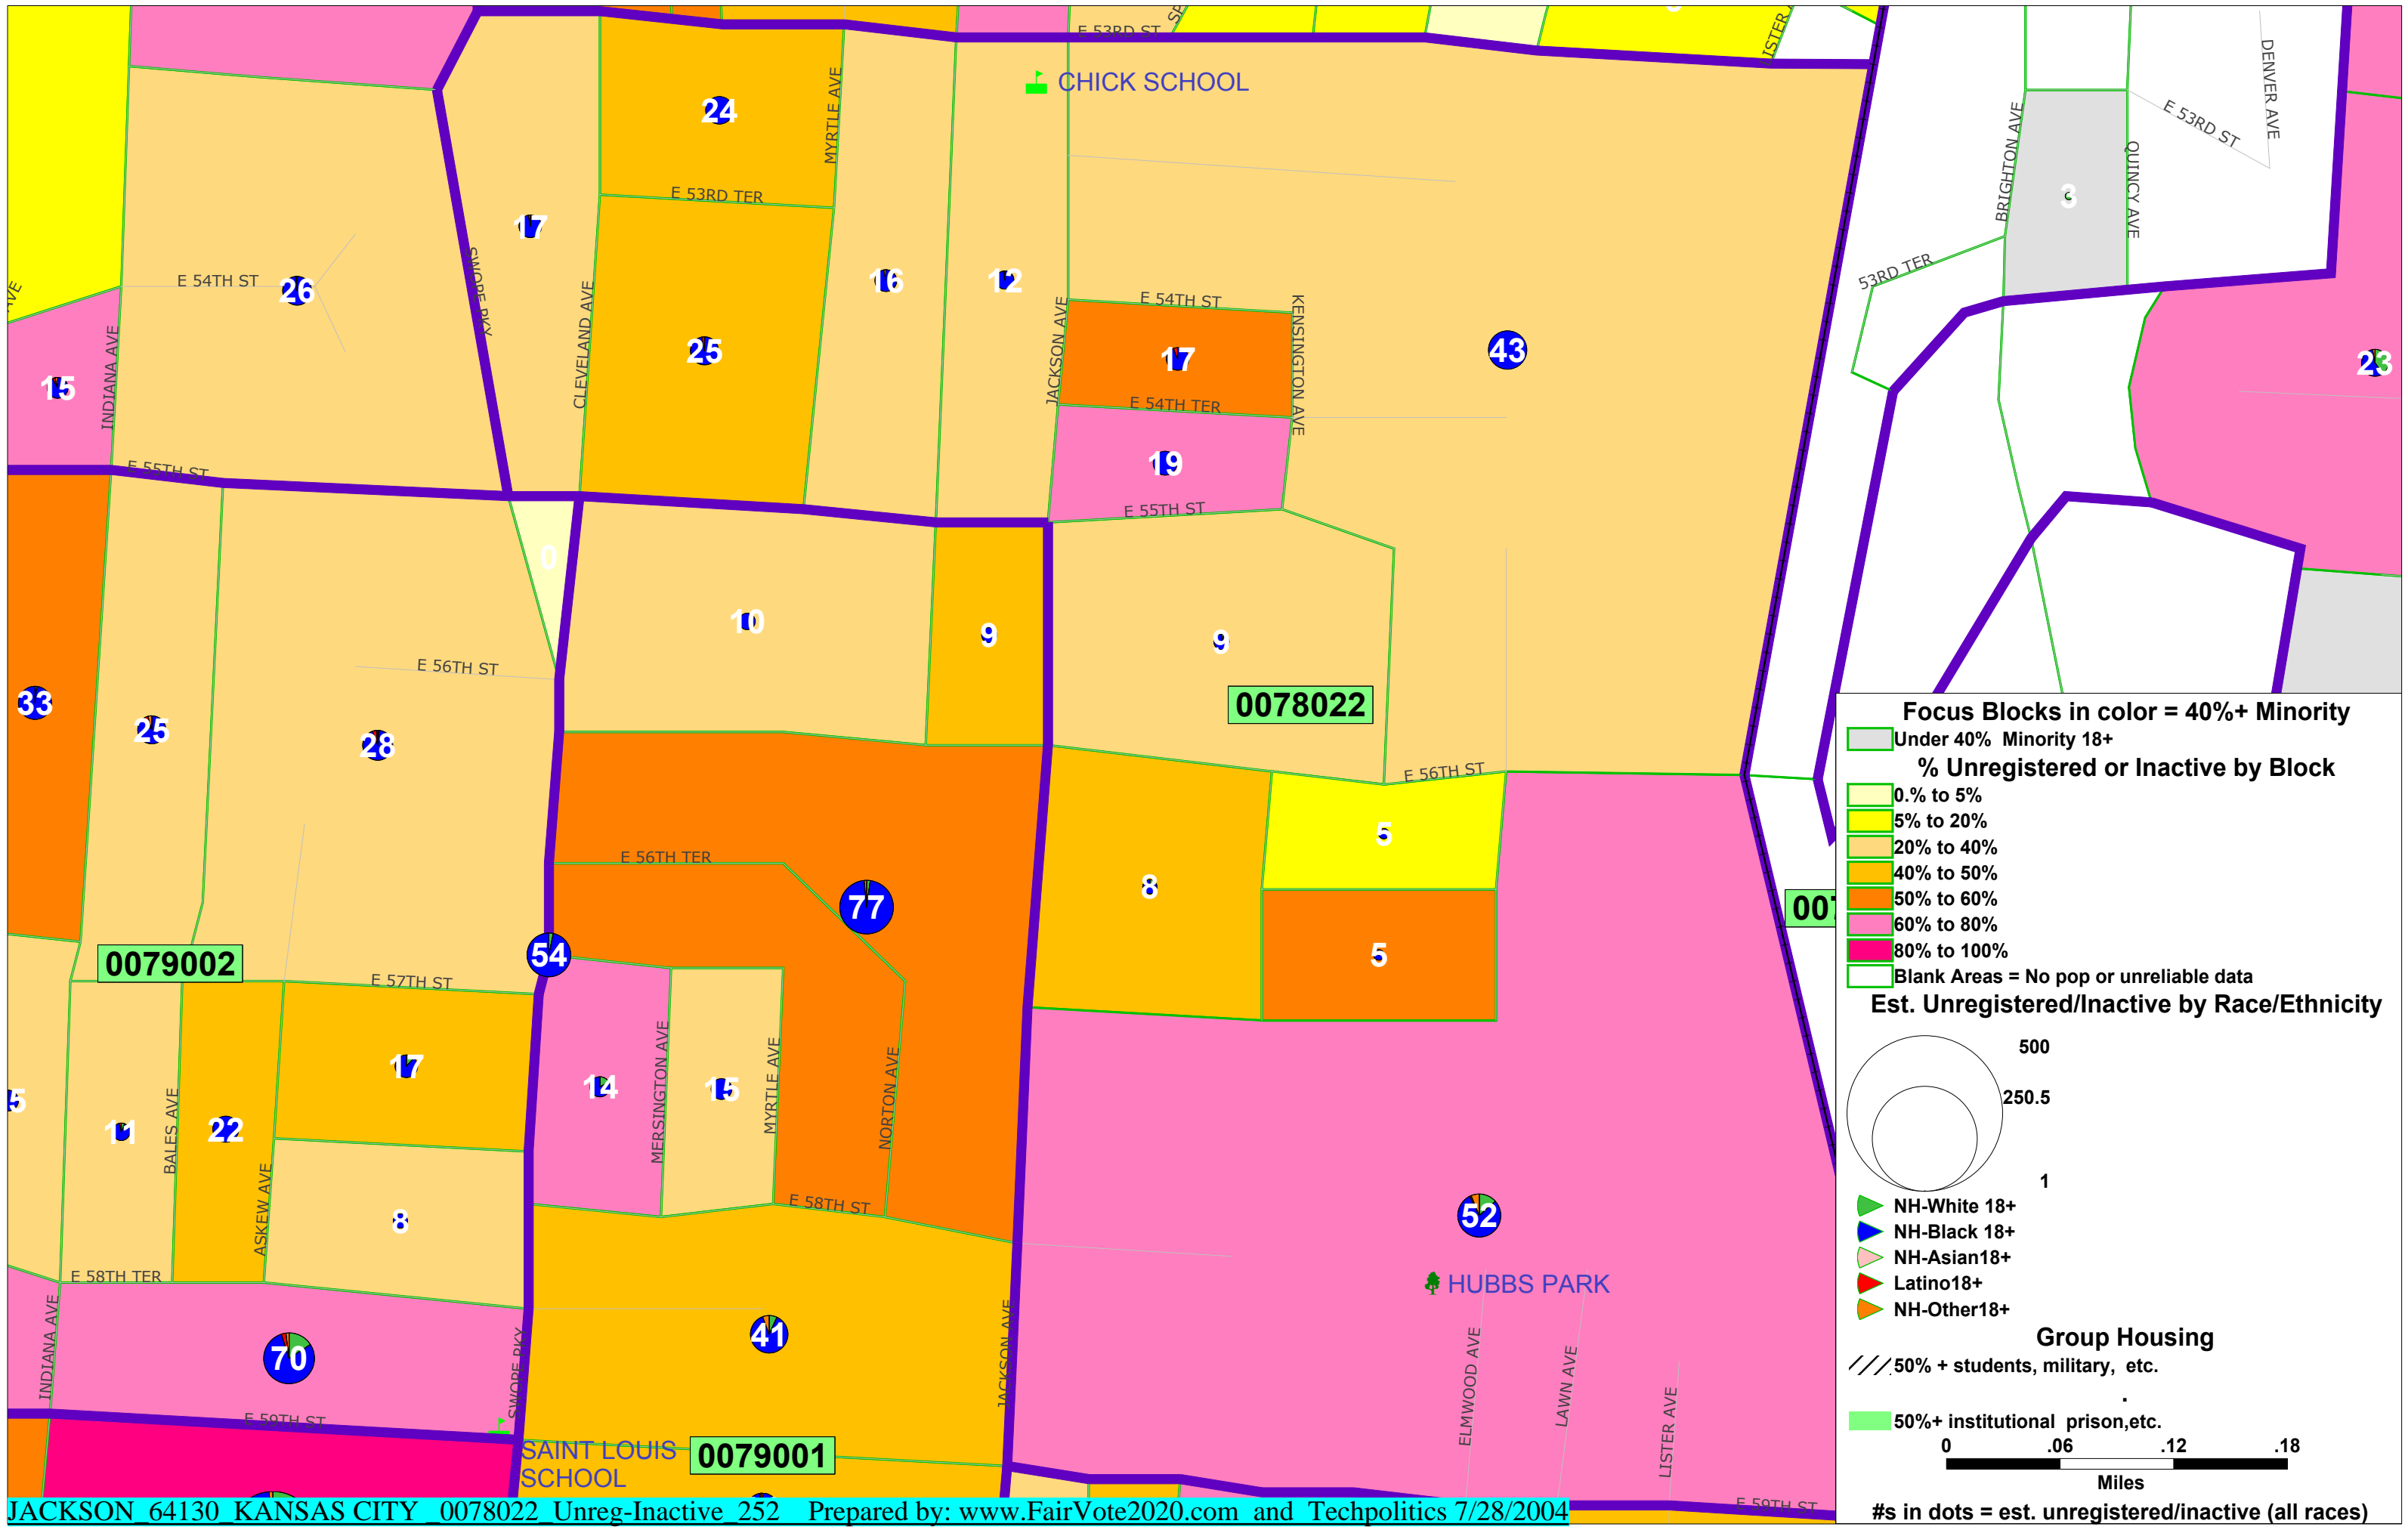 E 53RD ST
CHICK SCHOOL
DENVER AVE
E 53RD ST
24
MYRTLE AVE
BRIGHTON AVE
QUINCY AVE
3
E 53RD TER
17
SWOPE PKY
53RD TER
E 54TH ST
26
16
12
E 54TH ST
CLEVELAND AVE
25
JACKSON AVE
17
KENSINGTON AVE
43
23
INDIANA AVE
15
E 54TH TER
19
E 55TH ST
E 55TH ST
0
10
9
9
E 56TH ST
33
25
28
0078022
E 56TH ST
5
E 56TH TER
77
8
5
54
0079002
E 57TH ST
17
14
MERSINGTON AVE
15
MYRTLE AVE
NORTON AVE
5
11
BALES AVE
22
ASKEW AVE
8
E 58TH ST
52
E 58TH TER
HUBBS PARK
INDIANA AVE
70
SWOPE PKY
41
JACKSON AVE
ELMWOOD AVE
LAWN AVE
LISTER AVE
E 59TH ST
SAINT LOUIS
SCHOOL
0079001
E 59TH ST
007
Focus Blocks in color = 40%+ Minority
Under 40% Minority 18+
% Unregistered or Inactive by Block
0.% to 5%
5% to 20%
20% to 40%
40% to 50%
50% to 60%
60% to 80%
80% to 100%
Blank Areas = No pop or unreliable data
Est. Unregistered/Inactive by Race/Ethnicity
500
250.5
1
NH-White 18+
NH-Black 18+
NH-Asian18+
Latino18+
NH-Other18+
Group Housing
50% + students, military, etc.
.
50%+ institutional prison,etc.
0 .06 .12 .18
Miles
#s in dots = est. unregistered/inactive (all races)
JACKSON_64130_KANSAS CITY _0078022_Unreg-Inactive_252 Prepared by: www.FairVote2020.com and Techpolitics 7/28/2004